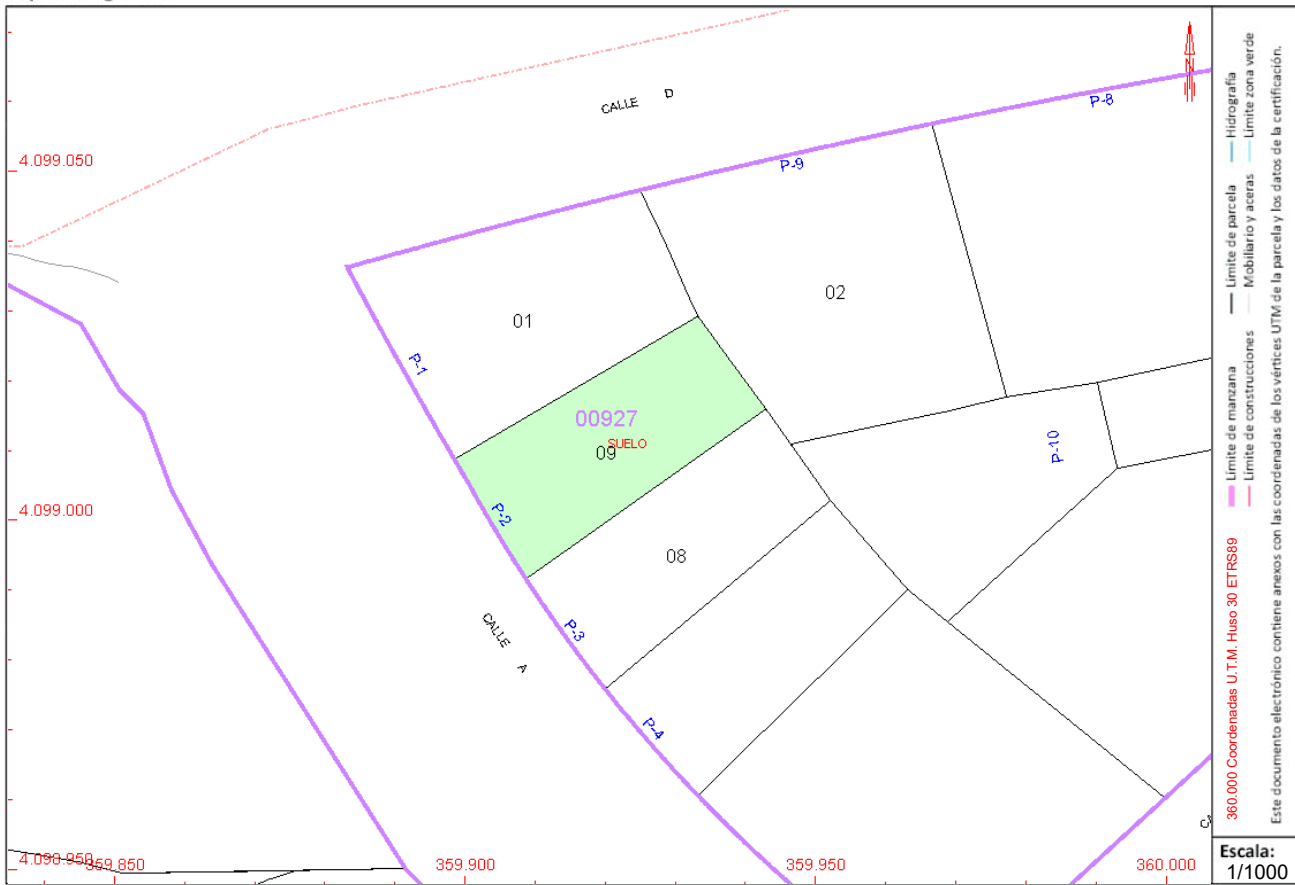 CALLE D
P-8
4.099.050
P-9
02
01
P-1
00927
SUELO
09
P-10
4.099.000
P-2
08
CALLE A
P-3
P-4
4.098.950
359.850
359.900
359.950
360.000
N
360.000 Coordenadas U.T.M. Huso 30 ETRS89
Límite de manzana
Límite de parcela
Hidrografía
Límite de construcciones
Mobiliario y aceras
Límite zona verde
Este documento electrónico contiene anexos con las coordenadas de los vértices UTM de la parcela y los datos de la certificación.
Escala:
1/1000